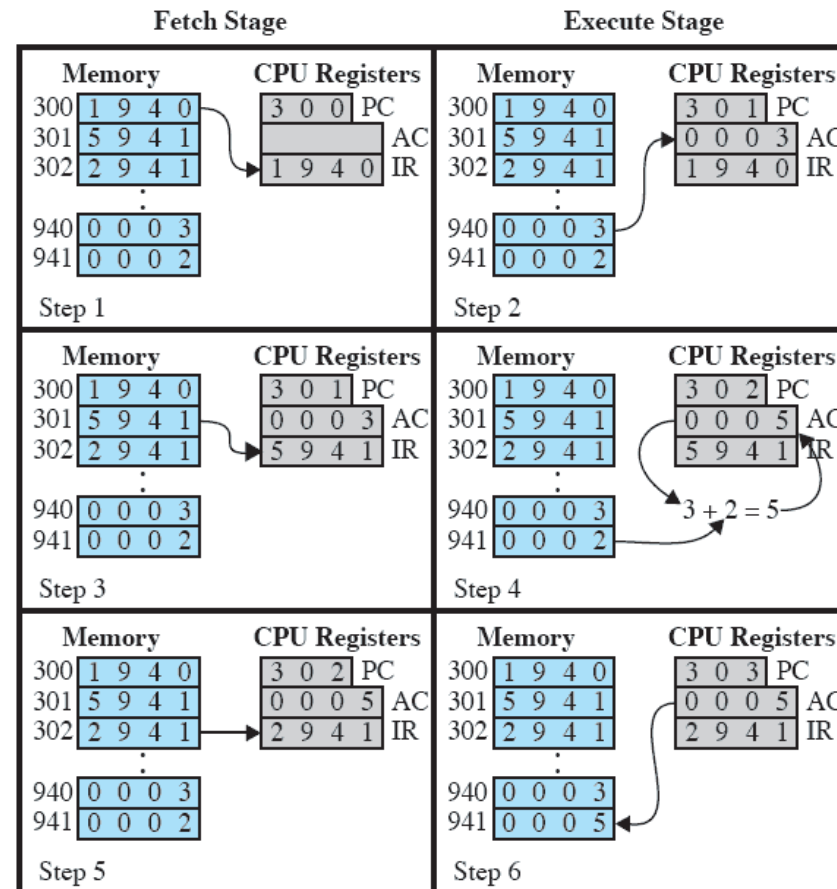 Fetch Stage Execute Stage
Memory CPU Registers
300 1 9 4 0 3 0 0 PC
301 5 9 4 1 AC
302 2 9 4 1 1 9 4 0 IR
940 0 0 0 3
941 0 0 0 2
Step 1
Memory CPU Registers
300 1 9 4 0 3 0 1 PC
301 5 9 4 1 0 0 0 3 AC
302 2 9 4 1 1 9 4 0 IR
940 0 0 0 3
941 0 0 0 2
Step 2
Memory CPU Registers
300 1 9 4 0 3 0 1 PC
301 5 9 4 1 0 0 0 3 AC
302 2 9 4 1 5 9 4 1 IR
940 0 0 0 3
941 0 0 0 2
Step 3
Memory CPU Registers
300 1 9 4 0 3 0 2 PC
301 5 9 4 1 0 0 0 5 AC
302 2 9 4 1 5 9 4 1 IR
940 0 0 0 3 3 + 2 = 5
941 0 0 0 2
Step 4
Memory CPU Registers
300 1 9 4 0 3 0 2 PC
301 5 9 4 1 0 0 0 5 AC
302 2 9 4 1 2 9 4 1 IR
940 0 0 0 3
941 0 0 0 2
Step 5
Memory CPU Registers
300 1 9 4 0 3 0 3 PC
301 5 9 4 1 0 0 0 5 AC
302 2 9 4 1 2 9 4 1 IR
940 0 0 0 3
941 0 0 0 5
Step 6